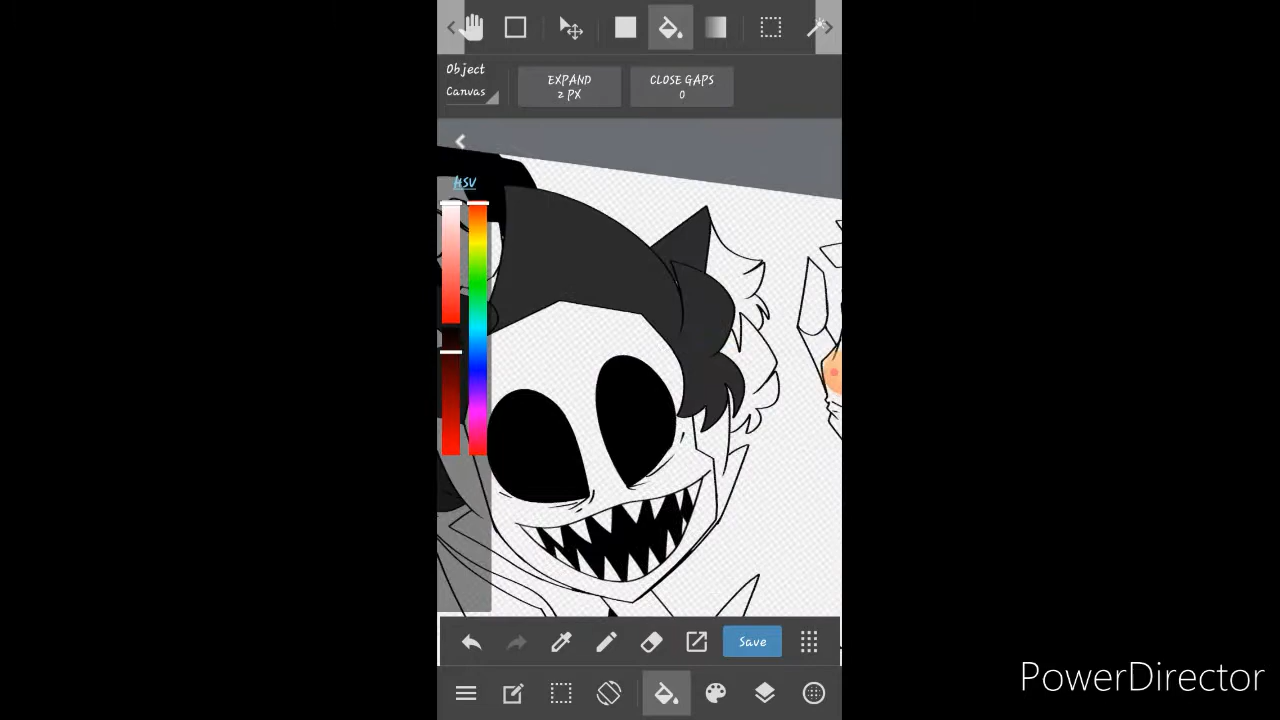 Object
Canvas
EXPAND
2 PX
CLOSE GAPS
0
HSV
Save
PowerDirector